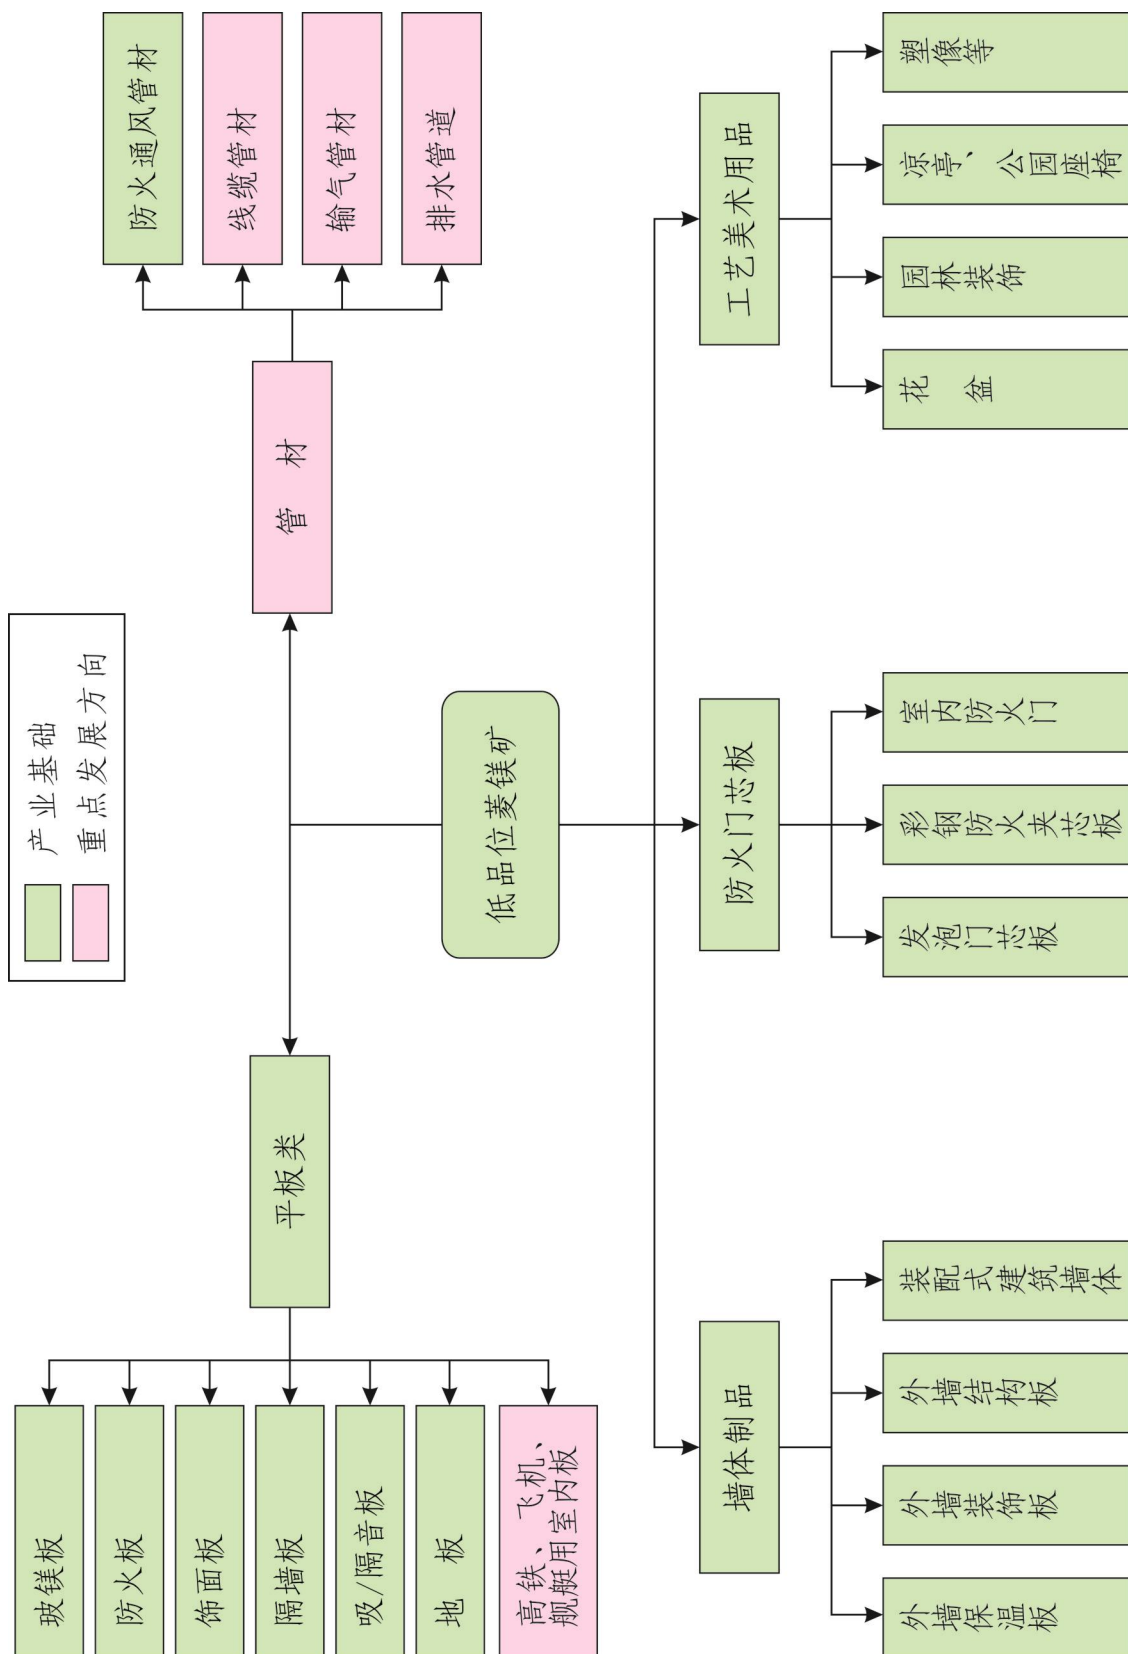 产业基础
重点发展方向
玻镁板
防火板
饰面板
隔墙板
吸/隔音板
地 板
高铁、飞机、
舰艇用室内板
平板类
管 材
防火通风管材
线缆管材
输气管材
排水管道
低品位菱镁矿
墙体制品
防火门芯板
工艺美术用品
外墙保温板
外墙装饰板
外墙结构板
装配式建筑墙体
发泡门芯板
彩钢防火夹芯板
室内防火门
花 盆
园林装饰
凉亭、公园座椅
塑像等